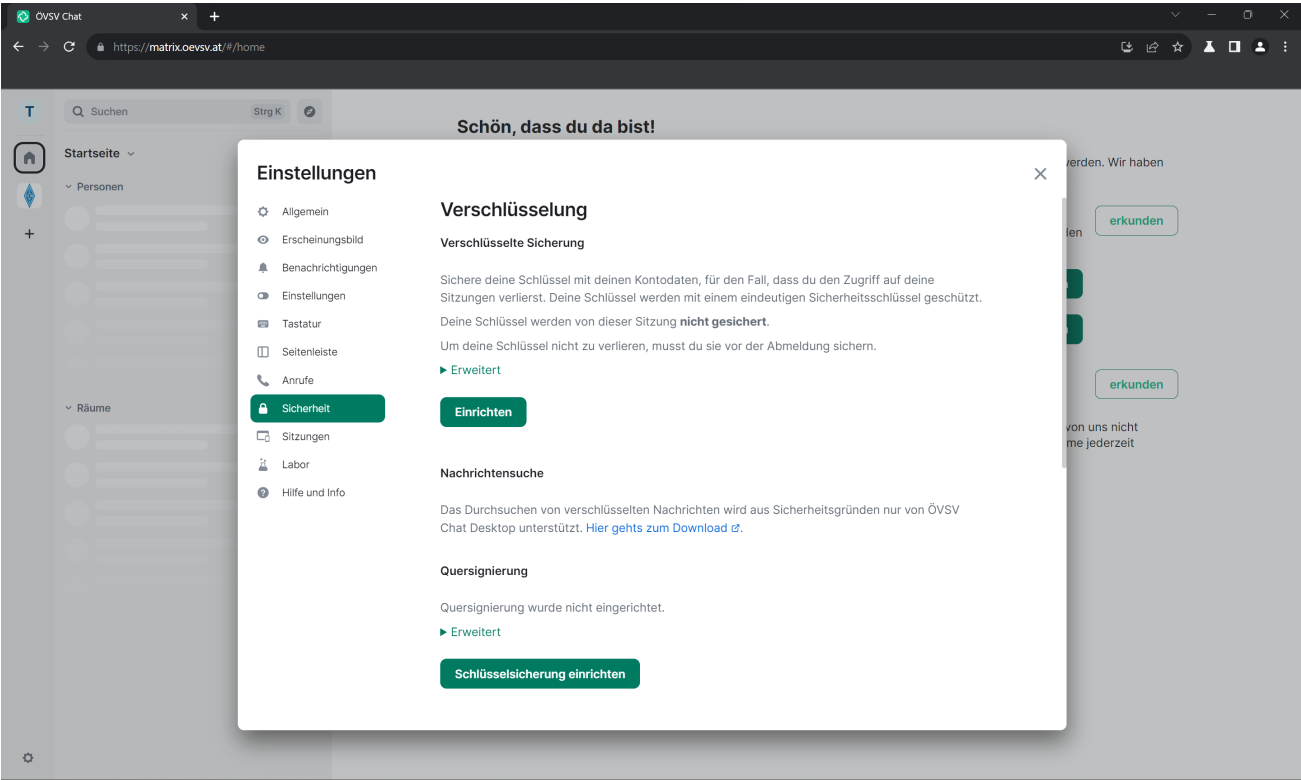 ÖVSV Chat
https://matrix.oevsv.at/#/home
T
Suchen
Strg K
Startseite
Personen
Räume
Schön, dass du da bist!
werden. Wir haben
erkunden
erkunden
von uns nicht
me jederzeit
Einstellungen
Allgemein
Erscheinungsbild
Benachrichtigungen
Einstellungen
Tastatur
Seitenleiste
Anrufe
Sicherheit
Sitzungen
Labor
Hilfe und Info
Verschlüsselung
Verschlüsselte Sicherung
Sichere deine Schlüssel mit deinen Kontodaten, für den Fall, dass du den Zugriff auf deine
Sitzungen verlierst. Deine Schlüssel werden mit einem eindeutigen Sicherheitsschlüssel geschützt.
Deine Schlüssel werden von dieser Sitzung nicht gesichert.
Um deine Schlüssel nicht zu verlieren, musst du sie vor der Abmeldung sichern.
Erweitert
Einrichten
Nachrichtensuche
Das Durchsuchen von verschlüsselten Nachrichten wird aus Sicherheitsgründen nur von ÖVSV
Chat Desktop unterstützt. Hier gehts zum Download.
Quersignierung
Quersignierung wurde nicht eingerichtet.
Erweitert
Schlüsselsicherung einrichten